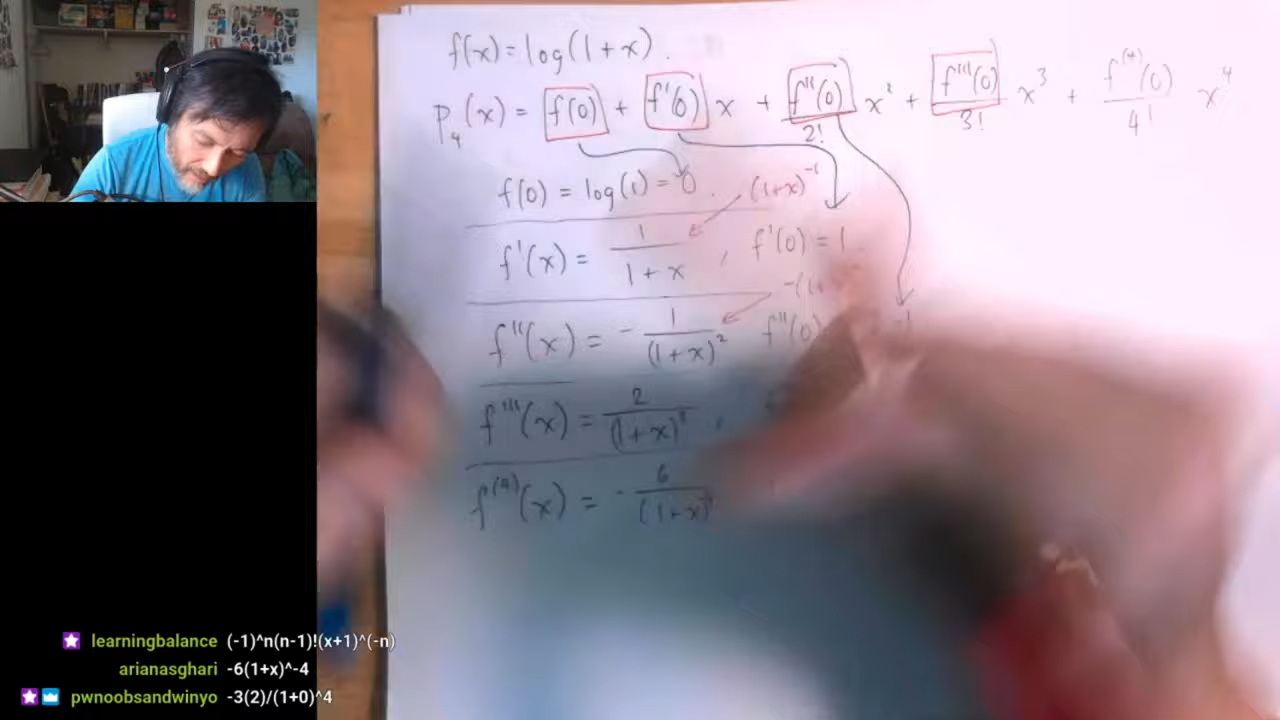 f(x) = log(1+x).
P₄(x) = f(0) + f'(0) x + f''(0)/2! x² + f'''(0)/3! x³ + f⁽⁴⁾(0)/4! x⁴
f(0) = log(1) = 0. (1+x)⁻¹
f'(x) = 1/(1+x), f'(0) = 1.
f''(x) = - 1/(1+x)² f''(0)
f'''(x) = 2/(1+x)³,
f⁽⁴⁾(x) = - 6/(1+x)⁴
learningbalance (-1)^n(n-1)!(x+1)^(-n)
arianasghari -6(1+x)^-4
pwnoobsandwinyo -3(2)/(1+0)^4